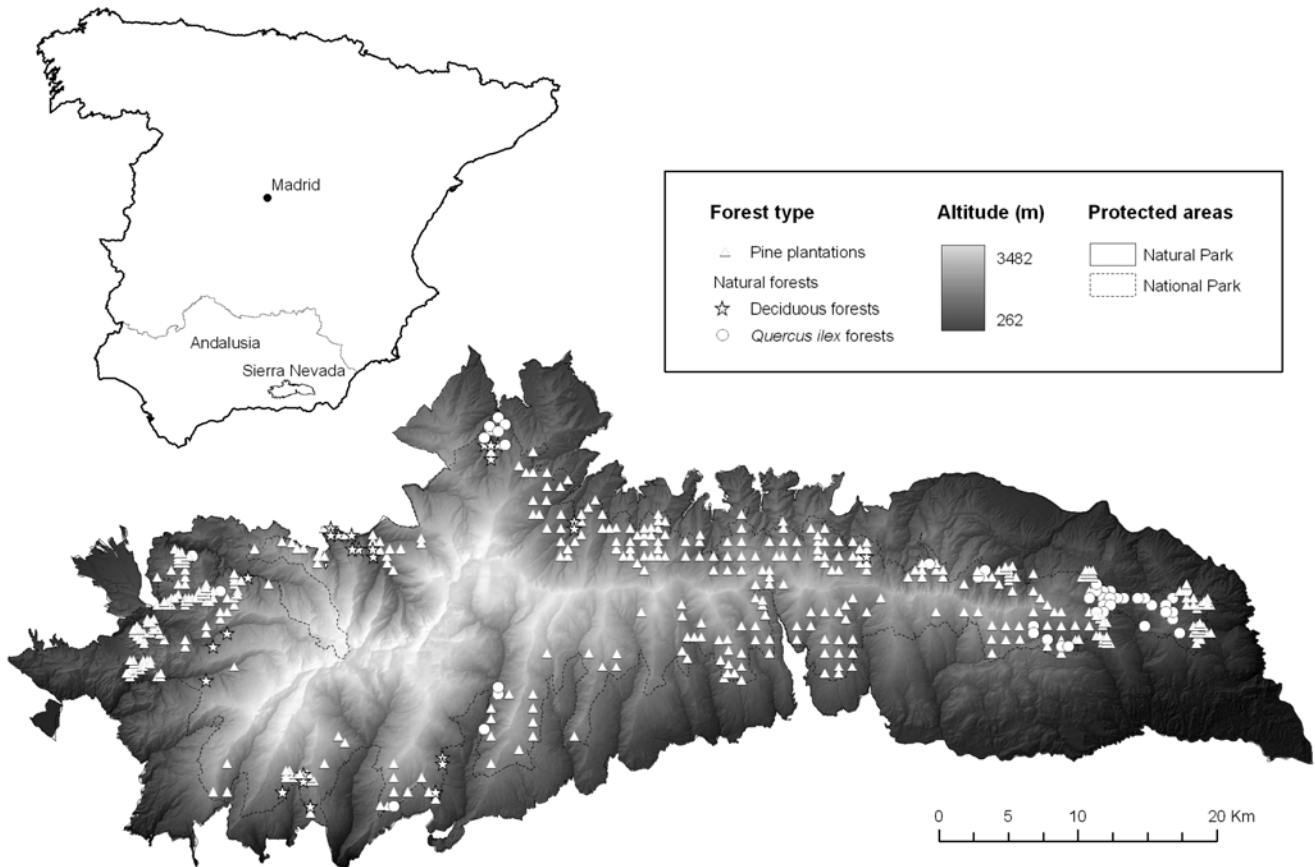 Madrid
Andalusia
Sierra Nevada
Forest type
Pine plantations
Natural forests
Deciduous forests
Quercus ilex forests
Altitude (m)
3482
262
Protected areas
Natural Park
National Park
0 5 10 20 Km